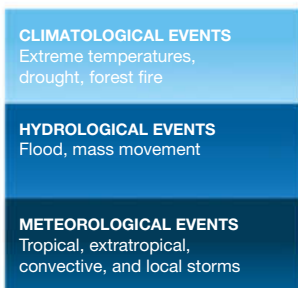 CLIMATOLOGICAL EVENTS
Extreme temperatures,
drought, forest fire
HYDROLOGICAL EVENTS
Flood, mass movement
METEOROLOGICAL EVENTS
Tropical, extratropical,
convective, and local storms